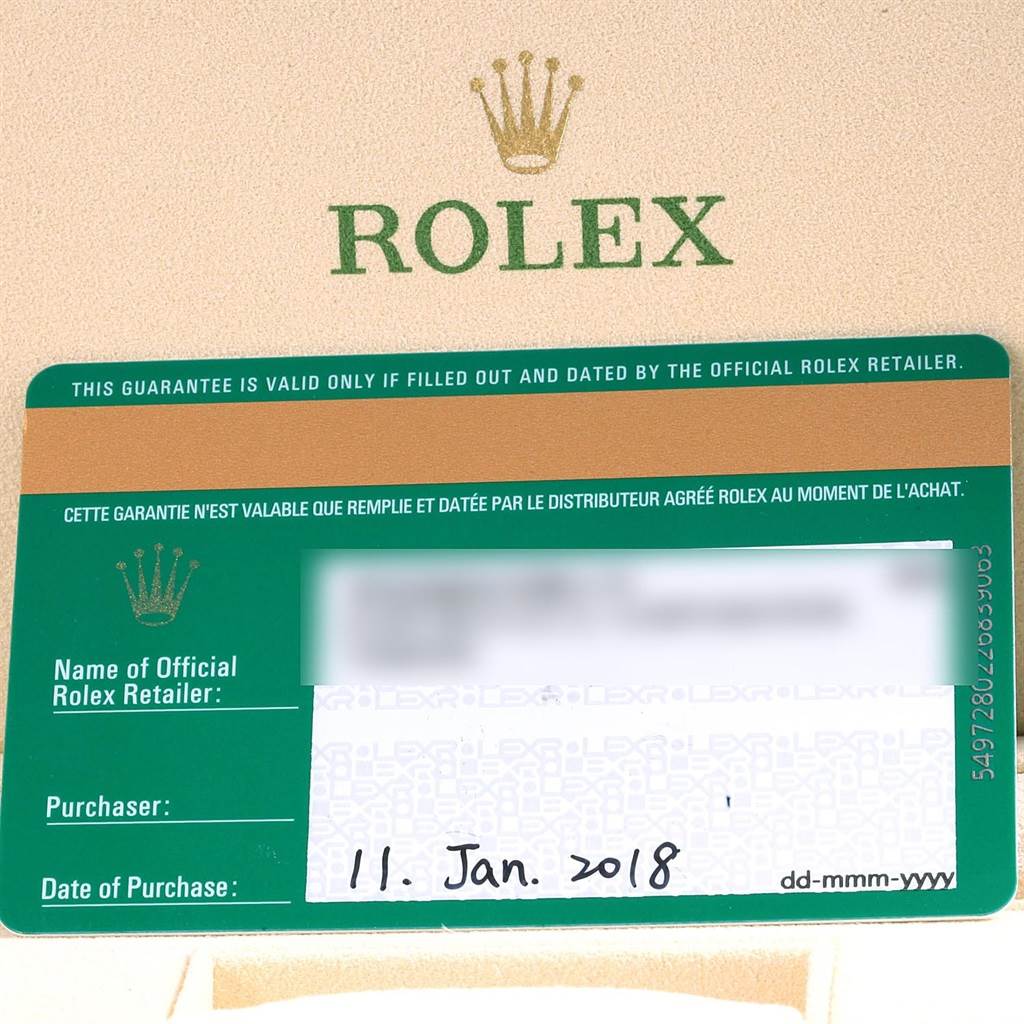 ROLEX
THIS GUARANTEE IS VALID ONLY IF FILLED OUT AND DATED BY THE OFFICIAL ROLEX RETAILER.
CETTE GARANTIE N'EST VALABLE QUE REMPLIE ET DATÉE PAR LE DISTRIBUTEUR AGRÉÉ ROLEX AU MOMENT DE L'ACHAT.
Name of Official
Rolex Retailer:
Purchaser:
Date of Purchase:
11. Jan. 2018
dd-mmm-yyyy